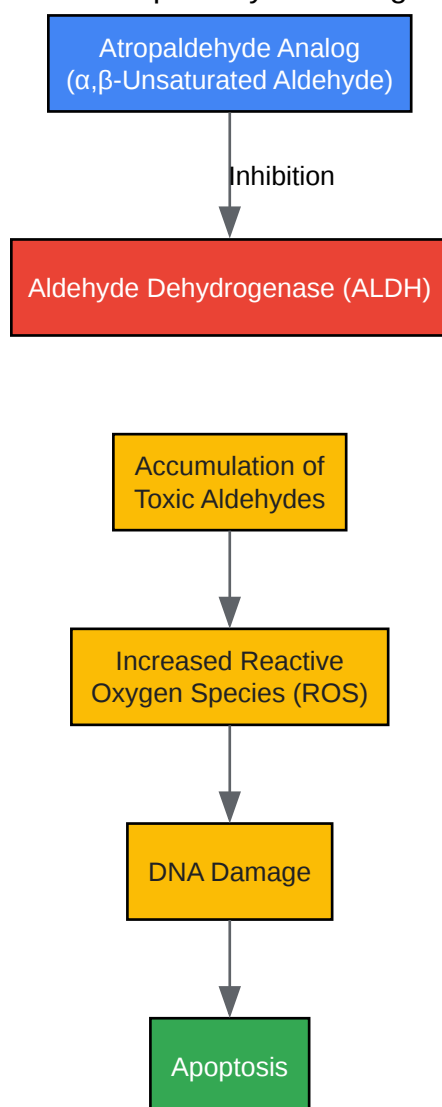 Atropaldehyde Analog
(α,β-Unsaturated Aldehyde)
Inhibition
Aldehyde Dehydrogenase (ALDH)
Accumulation of
Toxic Aldehydes
Increased Reactive
Oxygen Species (ROS)
DNA Damage
Apoptosis